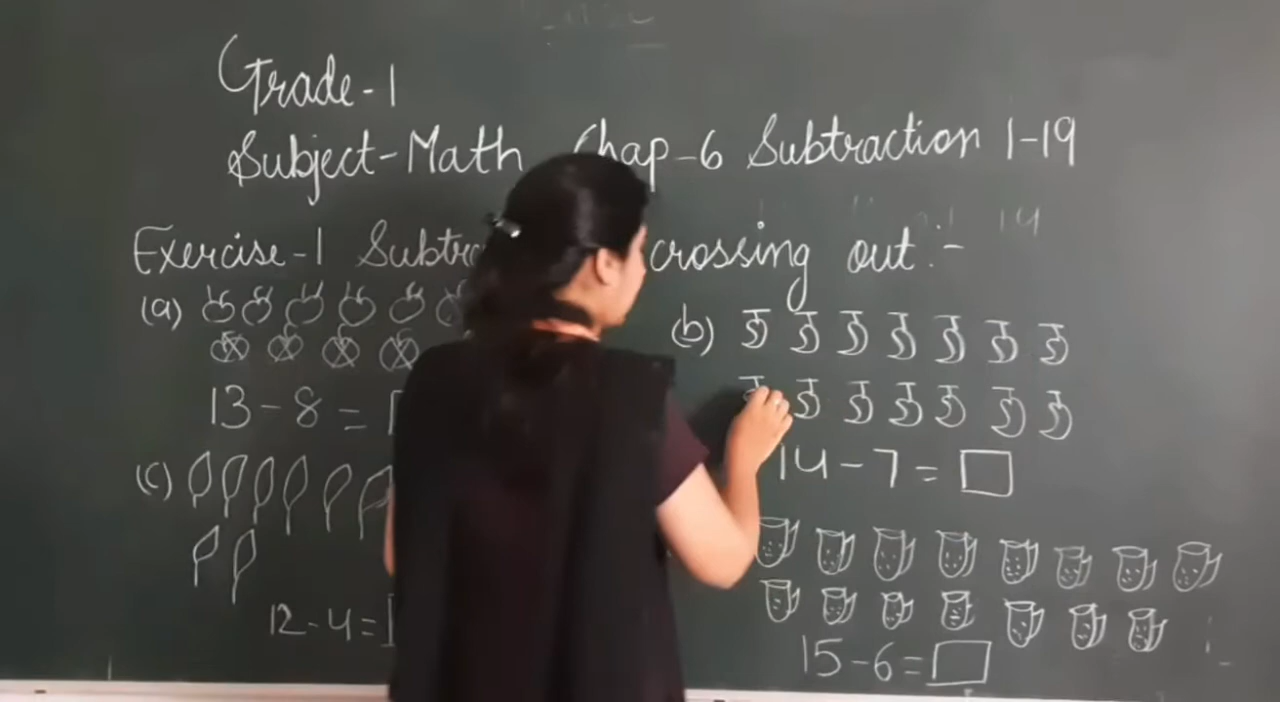 Grade-1
Subject-Math Chap-6 Subtraction 1-19
Exercise-1 crossing out:-
(a)
(b)
13-8=
14-7=
(c)
12-4=
15-6=